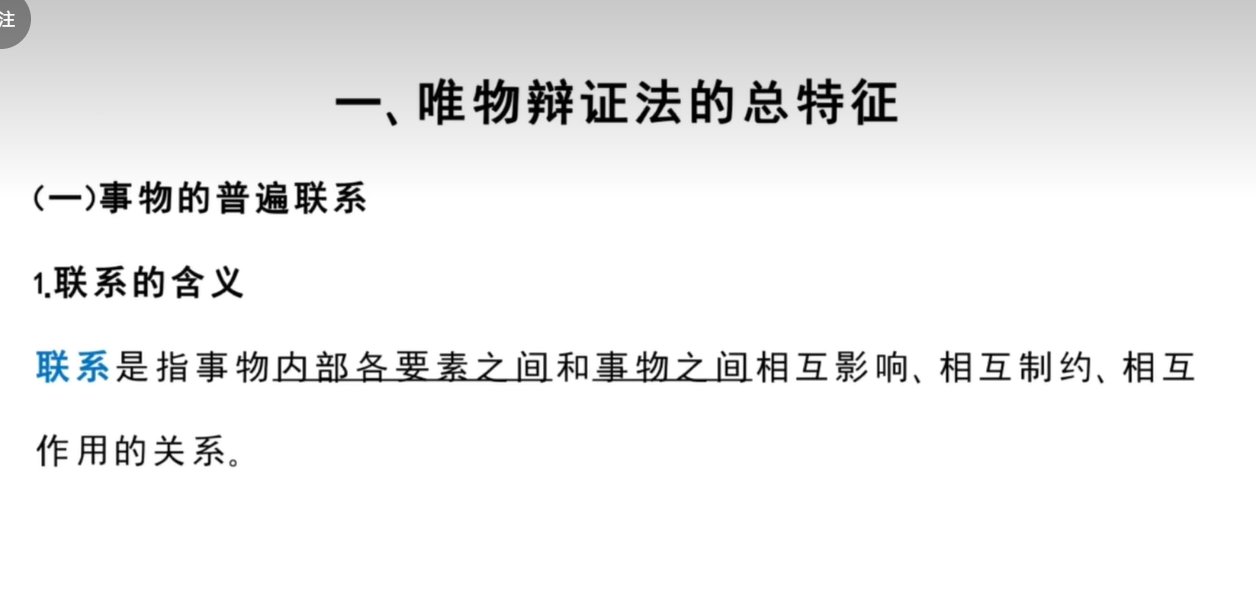 注
一、唯物辩证法的总特征
(一)事物的普遍联系
1.联系的含义
联系是指事物内部各要素之间和事物之间相互影响、相互制约、相互
作用的关系。